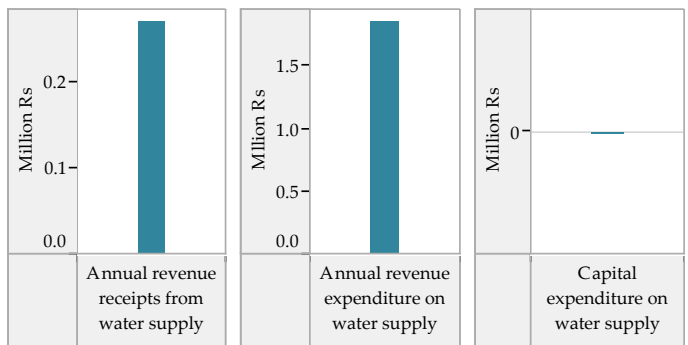 Million Rs
0.2
0.1
0.0
Annual revenue
receipts from
water supply
Mllion Rs
1.5
1.0
0.5
0.0
Annual revenue
expenditure on
water supply
Million Rs
0
Capital
expenditure on
water supply